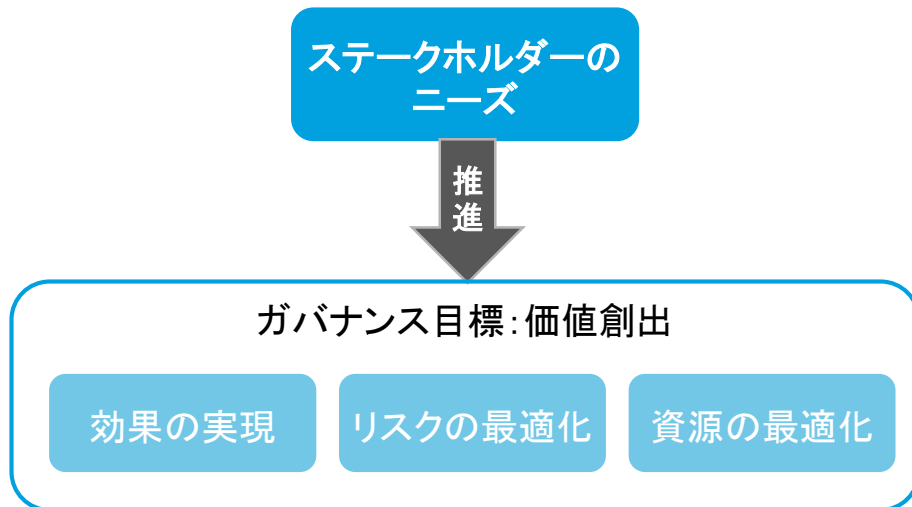 ステークホルダーの
ニーズ
推
進
ガバナンス目標：価値創出
効果の実現
リスクの最適化
資源の最適化